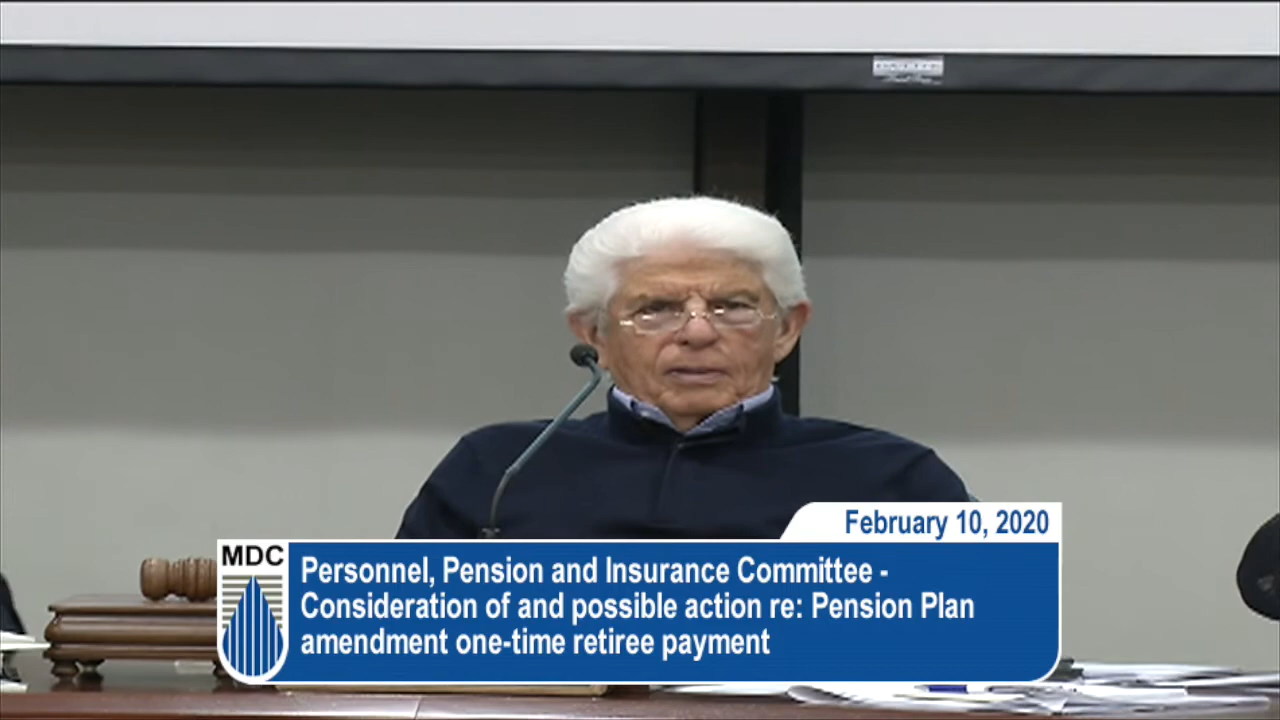 February 10, 2020
MDC
Personnel, Pension and Insurance Committee -
Consideration of and possible action re: Pension Plan
amendment one-time retiree payment